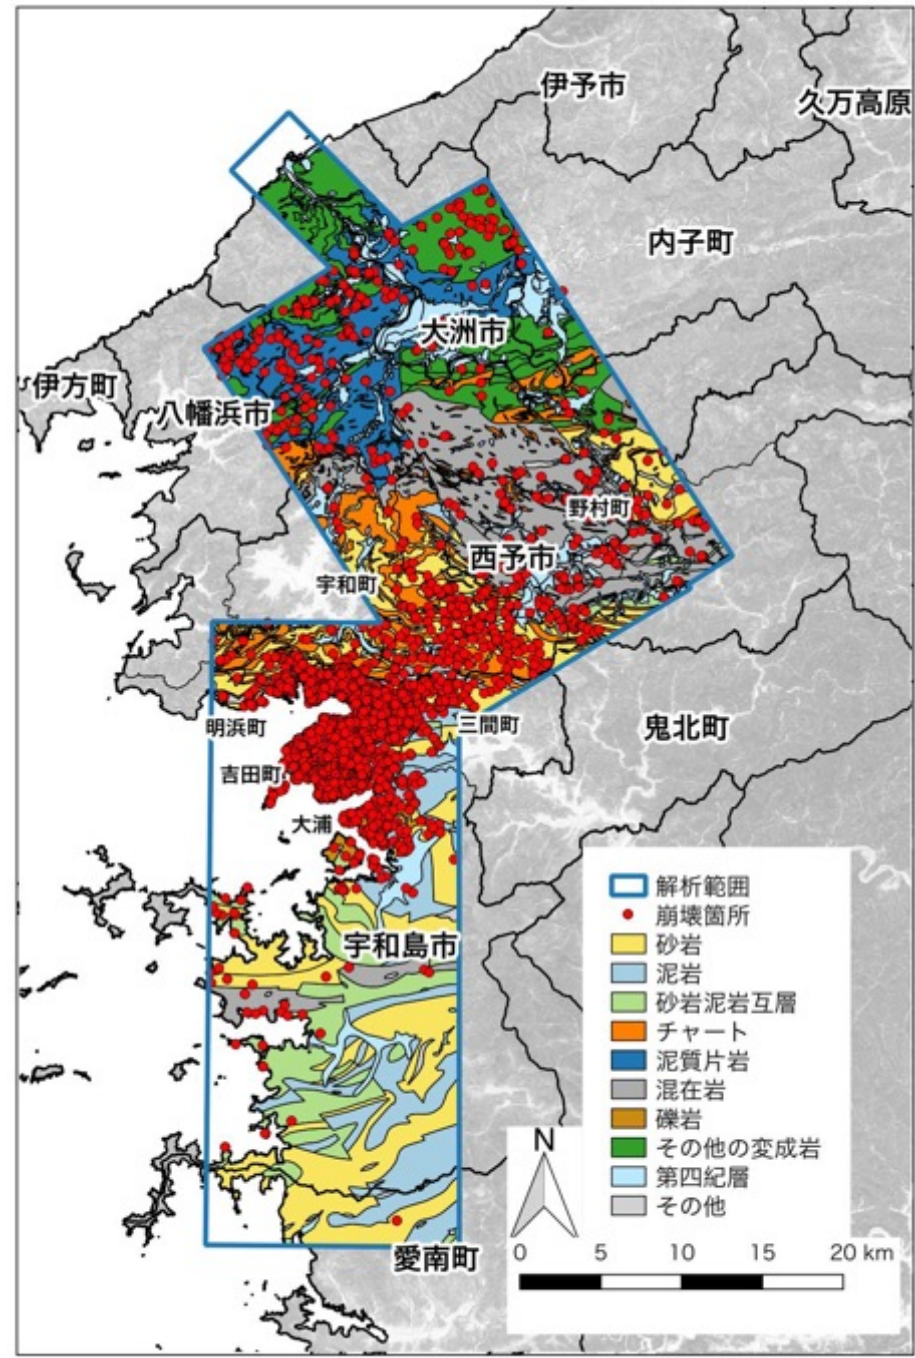 伊予市
久万高原
内子町
大洲市
伊方町
八幡浜市
野村町
西予市
宇和町
明浜町
三間町
鬼北町
吉田町
大浦
宇和島市
愛南町
解析範囲
崩壊箇所
砂岩
泥岩
砂岩泥岩互層
チャート
泥質片岩
混在岩
礫岩
その他の変成岩
第四紀層
その他
N
0 5 10 15 20 km